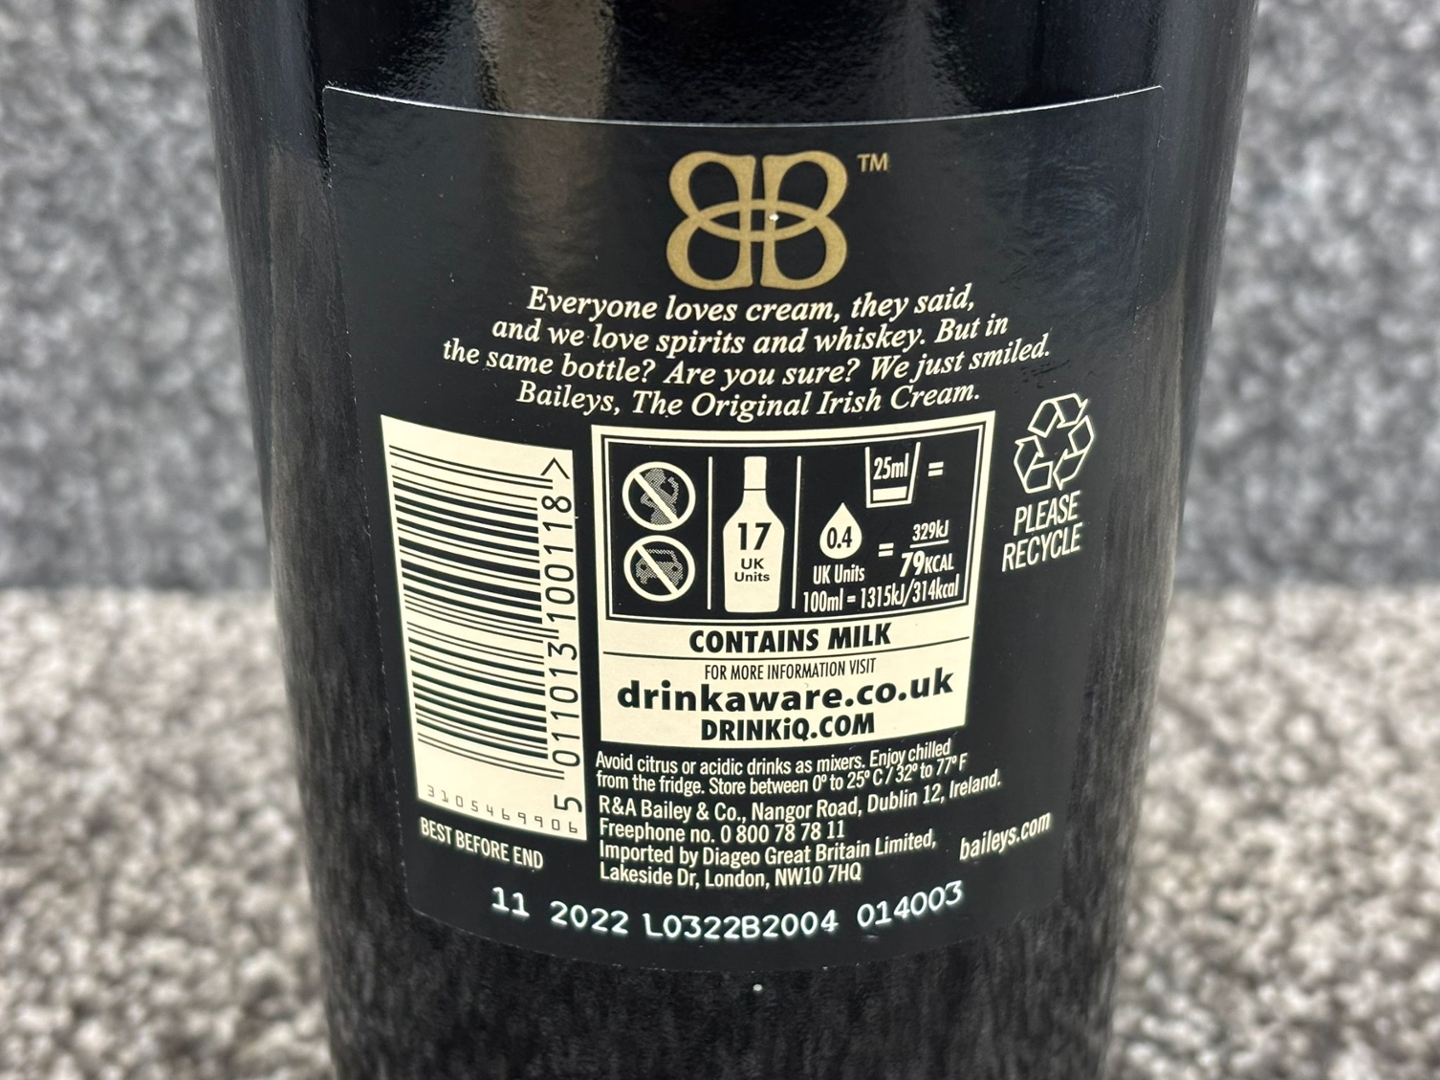 BB™
Everyone loves cream, they said,
and we love spirits and whiskey. But in
the same bottle? Are you sure? We just smiled.
Baileys, The Original Irish Cream.
5 011013 100118 >
3105469906
BEST BEFORE END
17
UK
Units
25ml =
0.4
UK Units
= 329kJ
79KCAL
100ml = 1315kJ/314kcal
CONTAINS MILK
FOR MORE INFORMATION VISIT
drinkaware.co.uk
DRINKiQ.COM
PLEASE
RECYCLE
Avoid citrus or acidic drinks as mixers. Enjoy chilled
from the fridge. Store between 0° to 25° C / 32° to 77° F
R&A Bailey & Co., Nangor Road, Dublin 12, Ireland.
Freephone no. 0 800 78 78 11
Imported by Diageo Great Britain Limited,
Lakeside Dr, London, NW10 7HQ
baileys.com
11 2022 L0322B2004 014003